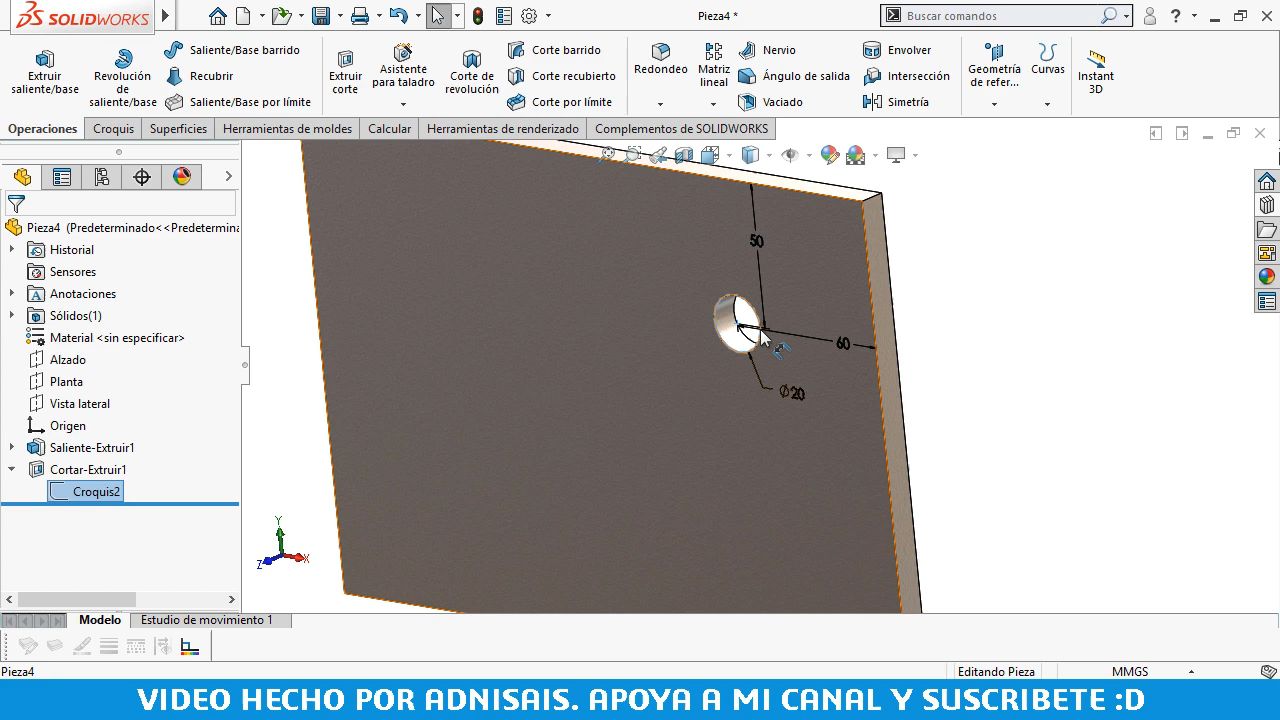 SOLIDWORKS
Pieza4 *
Buscar comandos
?
Extruir saliente/base
Revolución de saliente/base
Saliente/Base barrido
Recubrir
Saliente/Base por límite
Extruir corte
Asistente para taladro
Corte de revolución
Corte barrido
Corte recubierto
Corte por límite
Redondeo
Matriz lineal
Nervio
Ángulo de salida
Vaciado
Envolver
Intersección
Simetría
Geometría de refer...
Curvas
Instant 3D
Operaciones
Croquis
Superficies
Herramientas de moldes
Calcular
Herramientas de renderizado
Complementos de SOLIDWORKS
Pieza4 (Predeterminado<<Predetermina
Historial
Sensores
Anotaciones
Sólidos(1)
Material <sin especificar>
Alzado
Planta
Vista lateral
Origen
Saliente-Extruir1
Cortar-Extruir1
Croquis2
50
60
Ø20
Y
Z
X
Modelo
Estudio de movimiento 1
Pieza4
Editando Pieza
MMGS
VIDEO HECHO POR ADNISAIS. APOYA A MI CANAL Y SUSCRIBETE :D